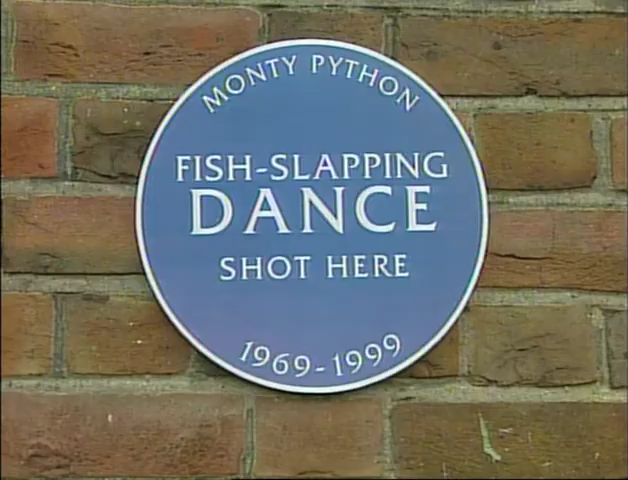 MONTY PYTHON
FISH-SLAPPING
DANCE
SHOT HERE
1969-1999